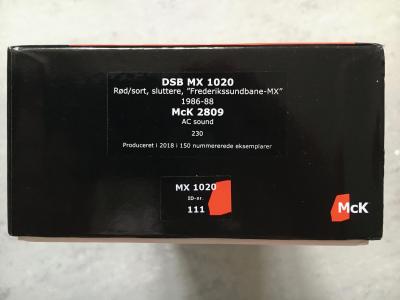 DSB MX 1020
Rød/sort, sluttere, "Frederikssundbane-MX"
1986-88
McK 2809
AC sound
230
Produceret i 2018 i 150 nummererede eksemplarer
MX 1020
ID-nr.
111
McK